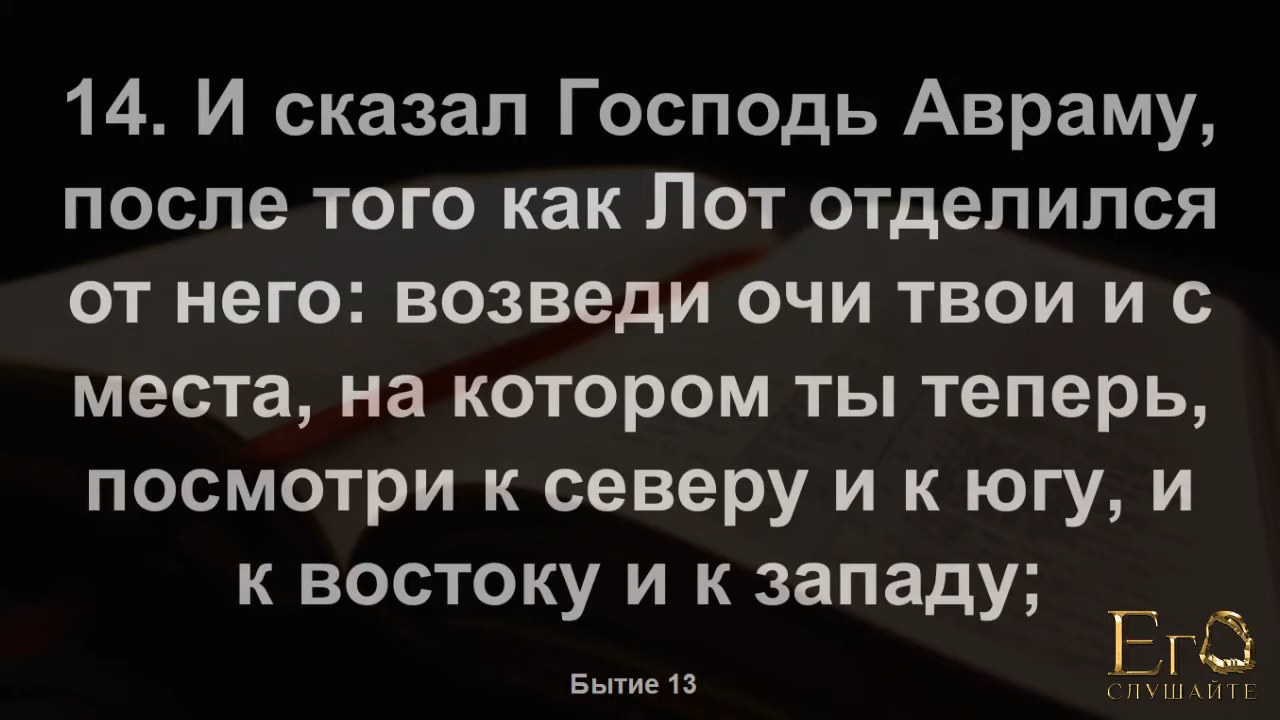 14. И сказал Господь Авраму,
после того как Лот отделился
от него: возведи очи твои и с
места, на котором ты теперь,
посмотри к северу и к югу, и
к востоку и к западу;
Бытие 13
ЕгО
СЛУШАЙТЕ